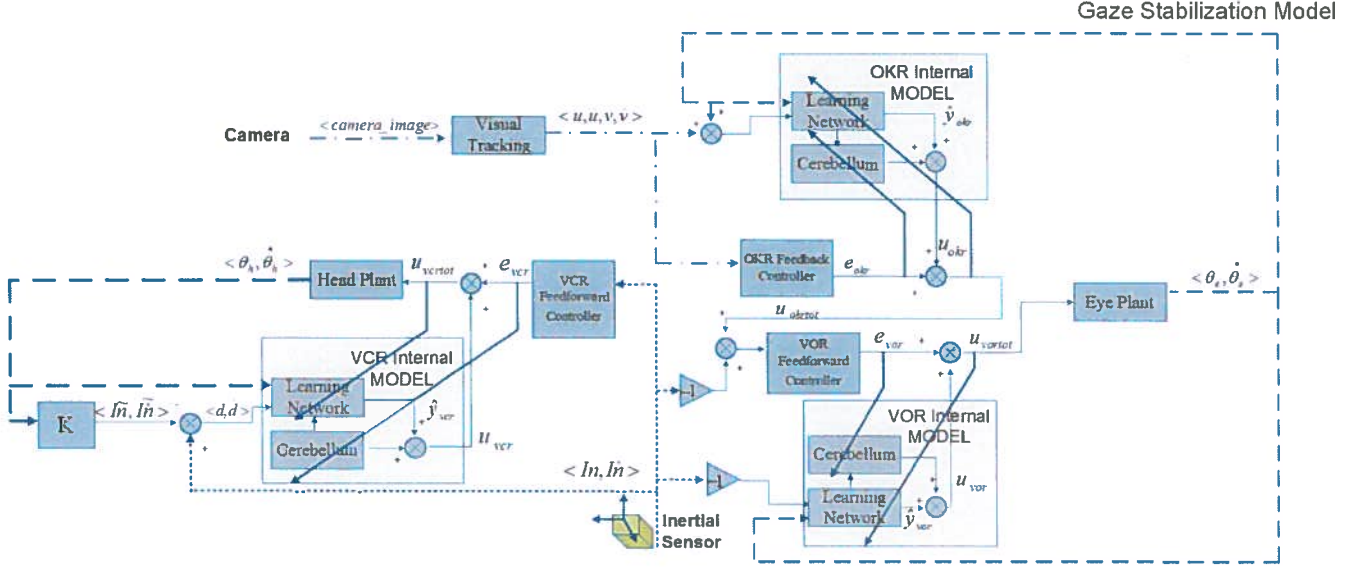 Gaze Stabilization Model
OKR Internal
MODEL
Learning
Network
ŷ_okr
Cerebellum
Camera
<camera_image>
Visual
Tracking
<u,u,v,v>
u_okr
OKR Feedback
Controller
e_okr
<θ_h, θ̇_h>
Head Plant
u_vcrtot
e_vcr
VCR
Feedforward
Controller
<θ_e, θ̇_e>
Eye Plant
u_okrtot
VOR
Feedforward
Controller
e_vor
u_vortot
VCR Internal
MODEL
Learning
Network
ŷ_vcr
Cerebellum
u_vcr
K
<d,d>
-1
-1
VOR Internal
MODEL
Cerebellum
Learning
Network
ŷ_vor
u_vor
<In, İn>
Inertial
Sensor